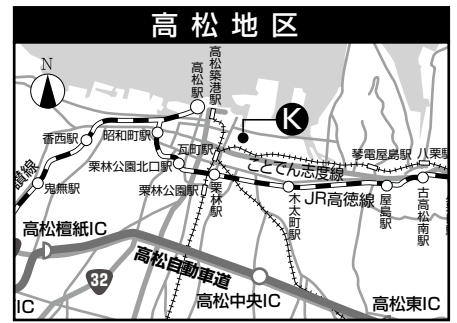 高松地区
N
高松築港駅
高松駅
K
香西駅
昭和町駅
瓦町駅
琴電屋島駅
八栗駅
栗林公園北口駅
ことでん志度線
讃線
鬼無駅
栗林公園駅
栗林駅
木太町駅
JR高徳線
屋島駅
古高松南駅
高松檀紙IC
高松自動車道
32
IC
高松中央IC
高松東IC